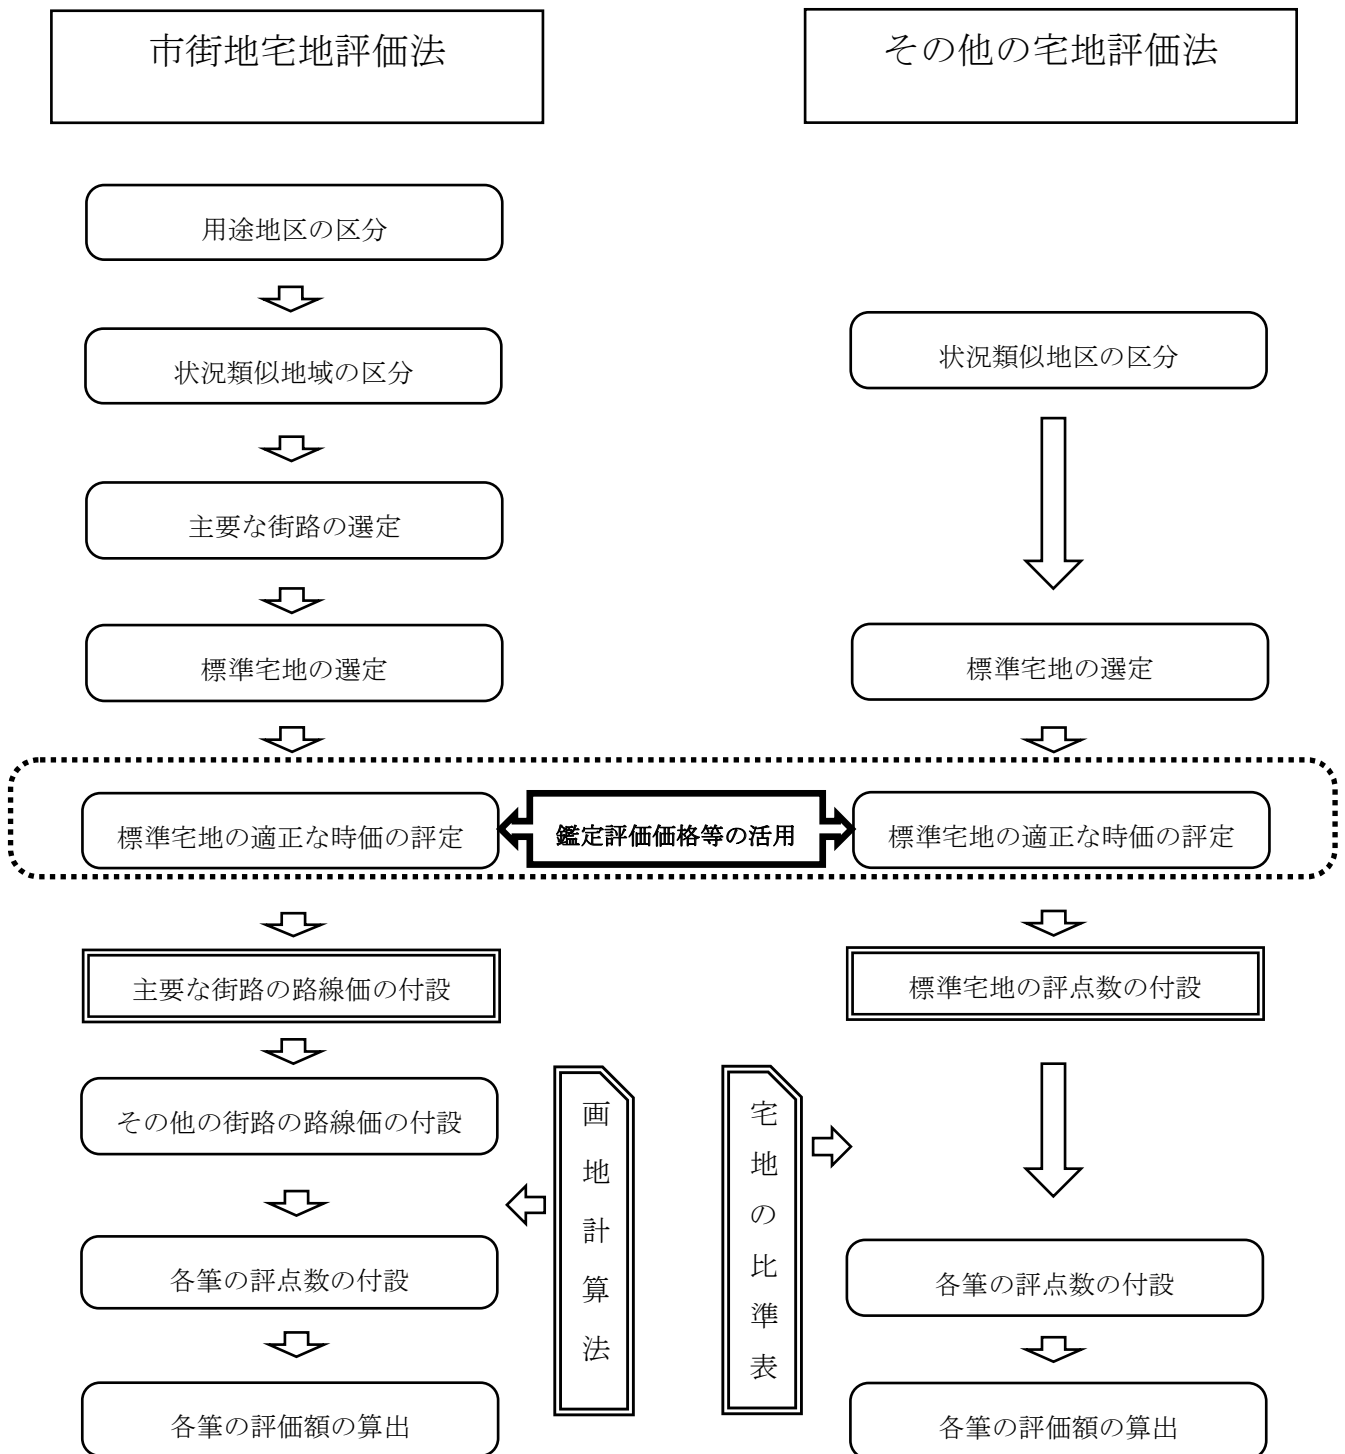 市街地宅地評価法
その他の宅地評価法
用途地区の区分
状況類似地域の区分
状況類似地区の区分
主要な街路の選定
標準宅地の選定
標準宅地の選定
標準宅地の適正な時価の評定
鑑定評価価格等の活用
標準宅地の適正な時価の評定
主要な街路の路線価の付設
標準宅地の評点数の付設
その他の街路の路線価の付設
画地計算法
宅地の比準表
各筆の評点数の付設
各筆の評点数の付設
各筆の評価額の算出
各筆の評価額の算出